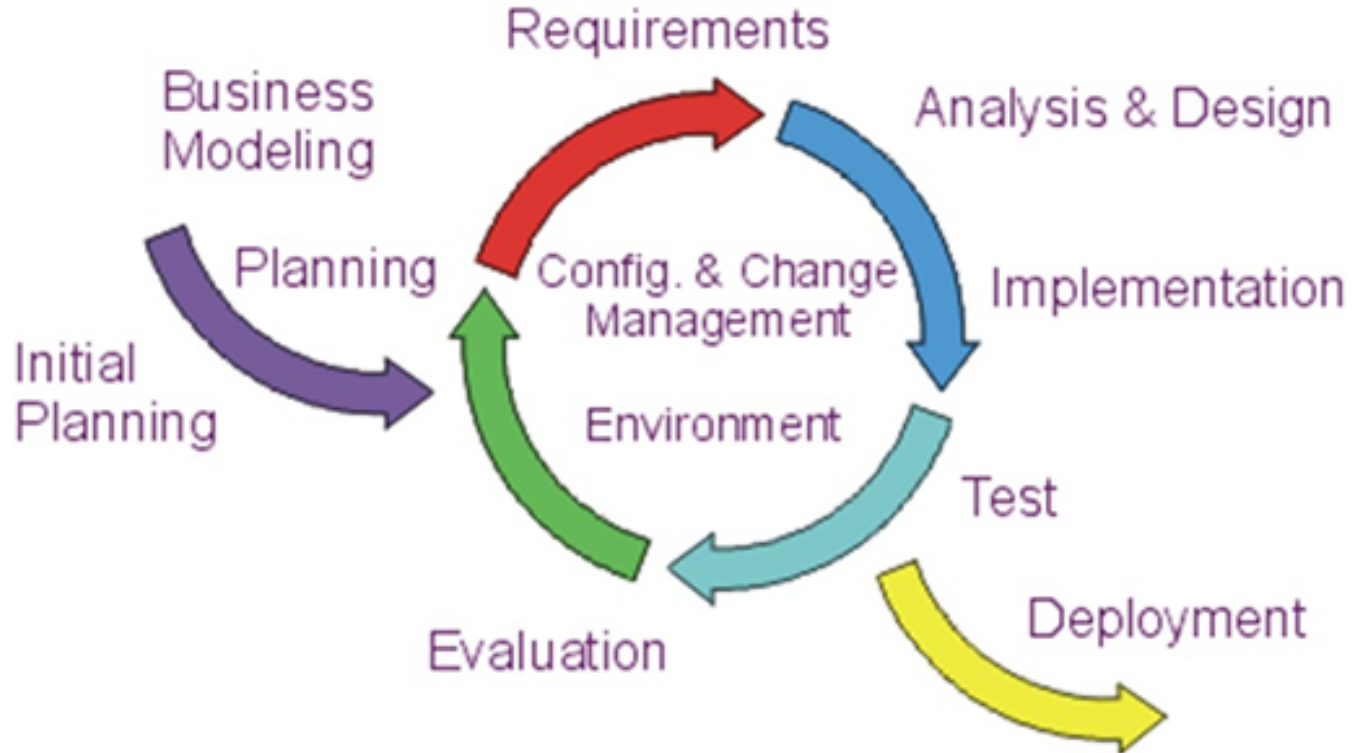 Requirements
Business
Modeling
Analysis & Design
Planning
Config. & Change
Management
Implementation
Initial
Planning
Environment
Test
Deployment
Evaluation